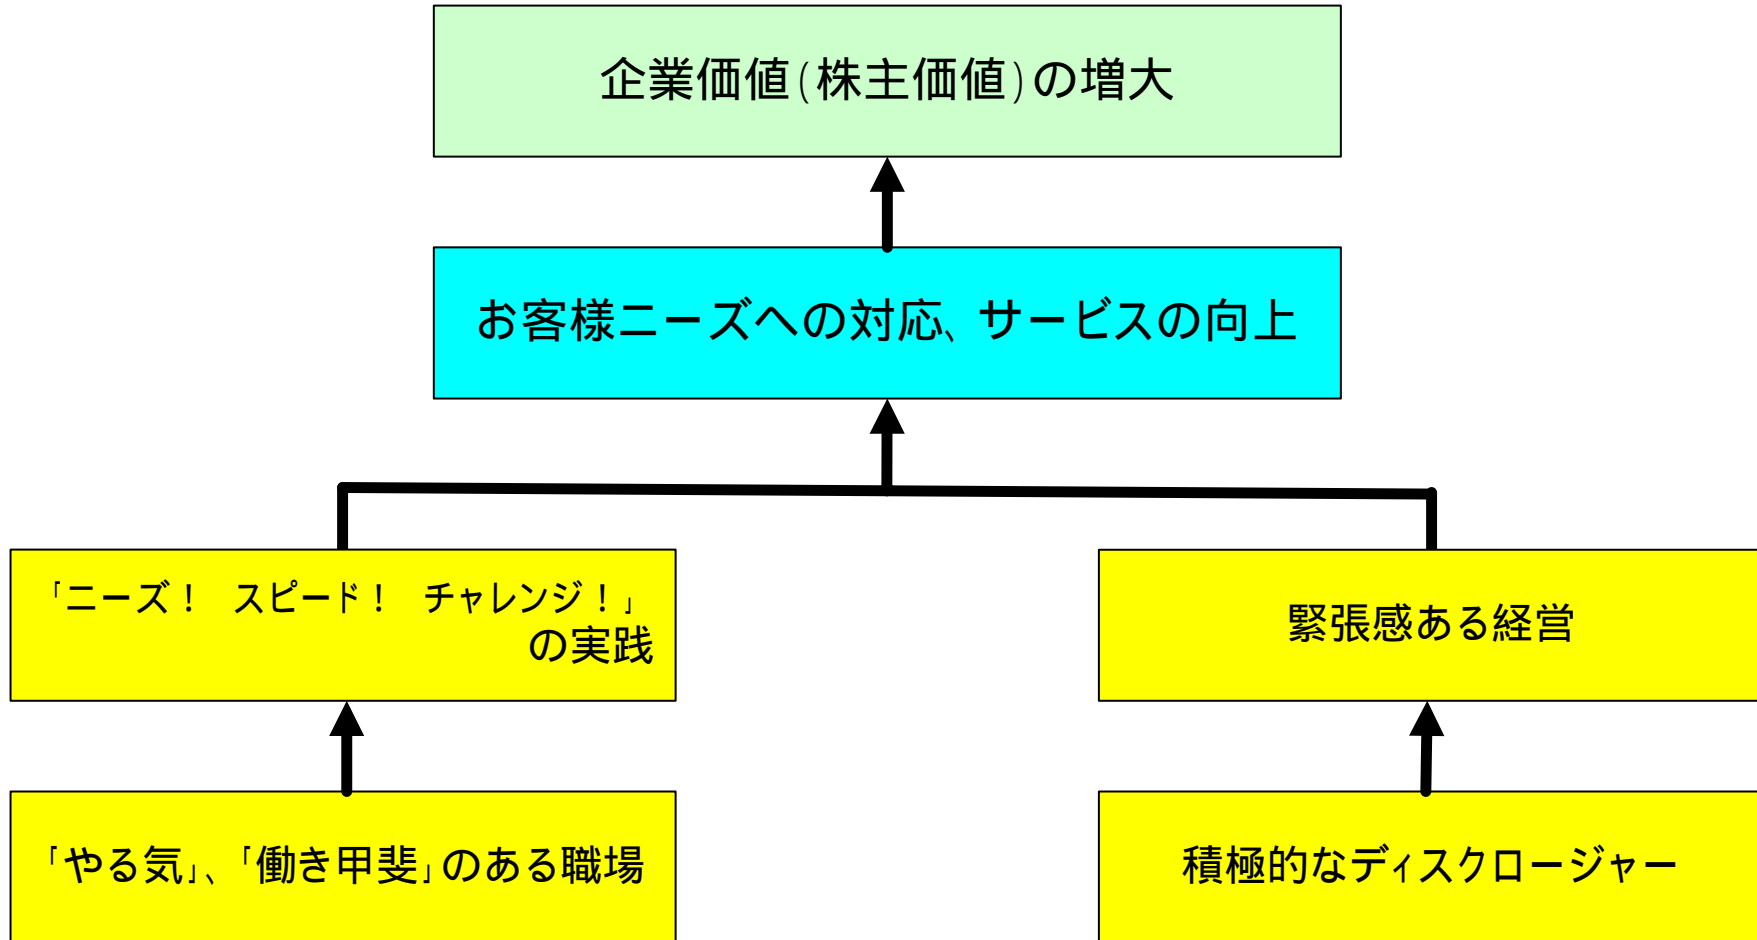 企業価値(株主価値)の増大
お客様ニーズへの対応、サービスの向上
「ニーズ！　スピード！　チャレンジ！」
の実践
緊張感ある経営
「やる気」、「働き甲斐」のある職場
積極的なディスクロージャー